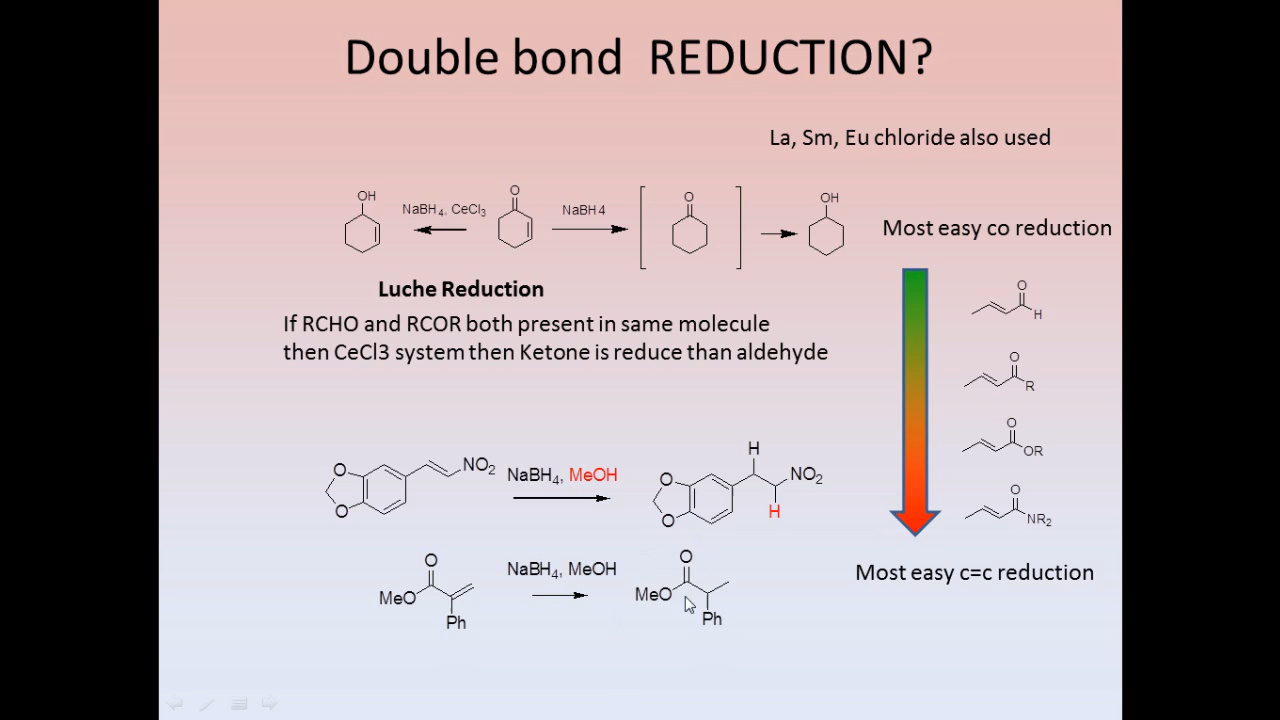 Double bond REDUCTION?
La, Sm, Eu chloride also used
OH
NaBH4, CeCl3
O
NaBH4
O
OH
Most easy co reduction
Luche Reduction
If RCHO and RCOR both present in same molecule
then CeCl3 system then Ketone is reduce than aldehyde
O
H
O
R
O
OR
O
NR2
Most easy c=c reduction
O
O
NO2
NaBH4, MeOH
O
O
H
NO2
H
O
MeO
Ph
NaBH4, MeOH
O
MeO
Ph